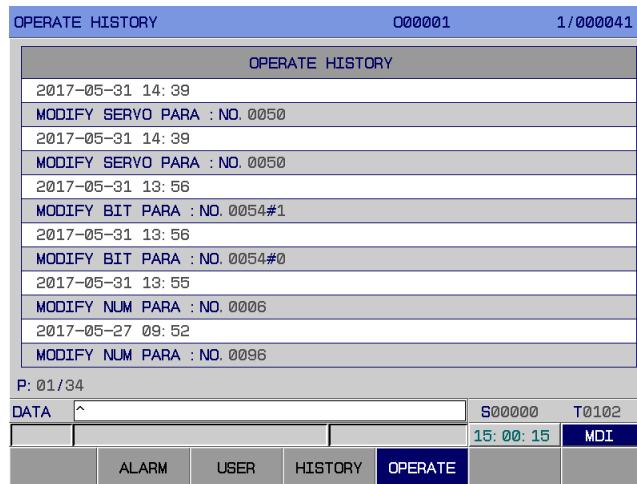 OPERATE HISTORY O00001 1/000041
OPERATE HISTORY
2017-05-31 14:39
MODIFY SERVO PARA : NO. 0050
2017-05-31 14:39
MODIFY SERVO PARA : NO. 0050
2017-05-31 13:56
MODIFY BIT PARA : NO. 0054#1
2017-05-31 13:56
MODIFY BIT PARA : NO. 0054#0
2017-05-31 13:55
MODIFY NUM PARA : NO. 0006
2017-05-27 09:52
MODIFY NUM PARA : NO. 0096
P: 01/34
DATA ^ S00000 T0102
15:00:15 MDI
ALARM USER HISTORY OPERATE